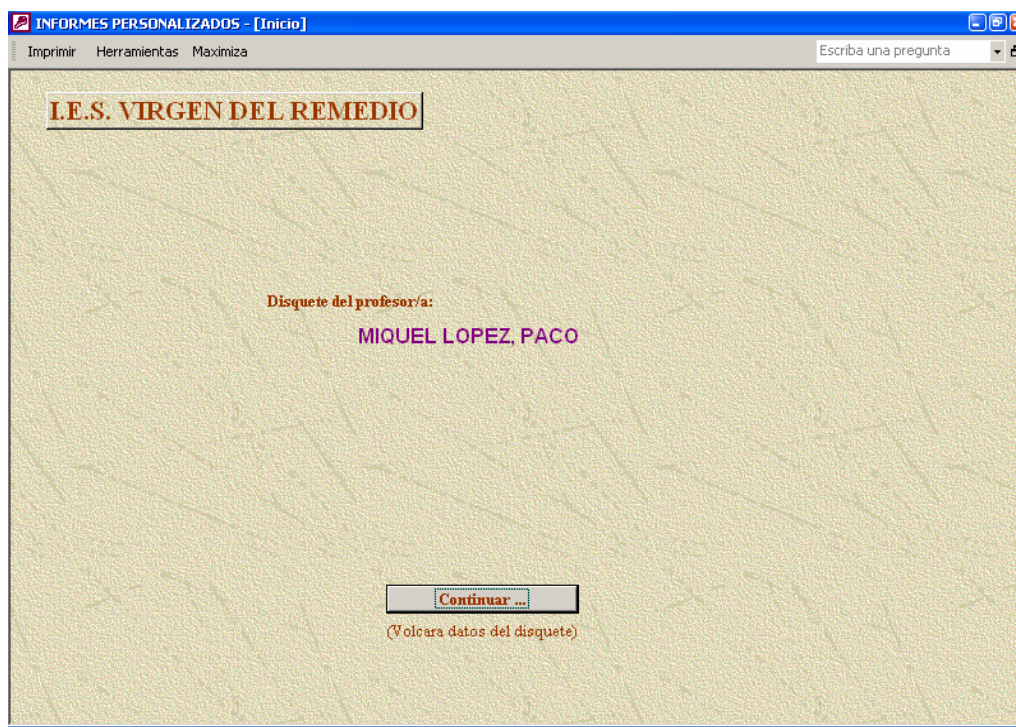 INFORMES PERSONALIZADOS - [Inicio]
Imprimir Herramientas Maximiza Escriba una pregunta
I.E.S. VIRGEN DEL REMEDIO
Disquete del profesor/a:
MIQUEL LOPEZ, PACO
Continuar ...
(Volcara datos del disquete)